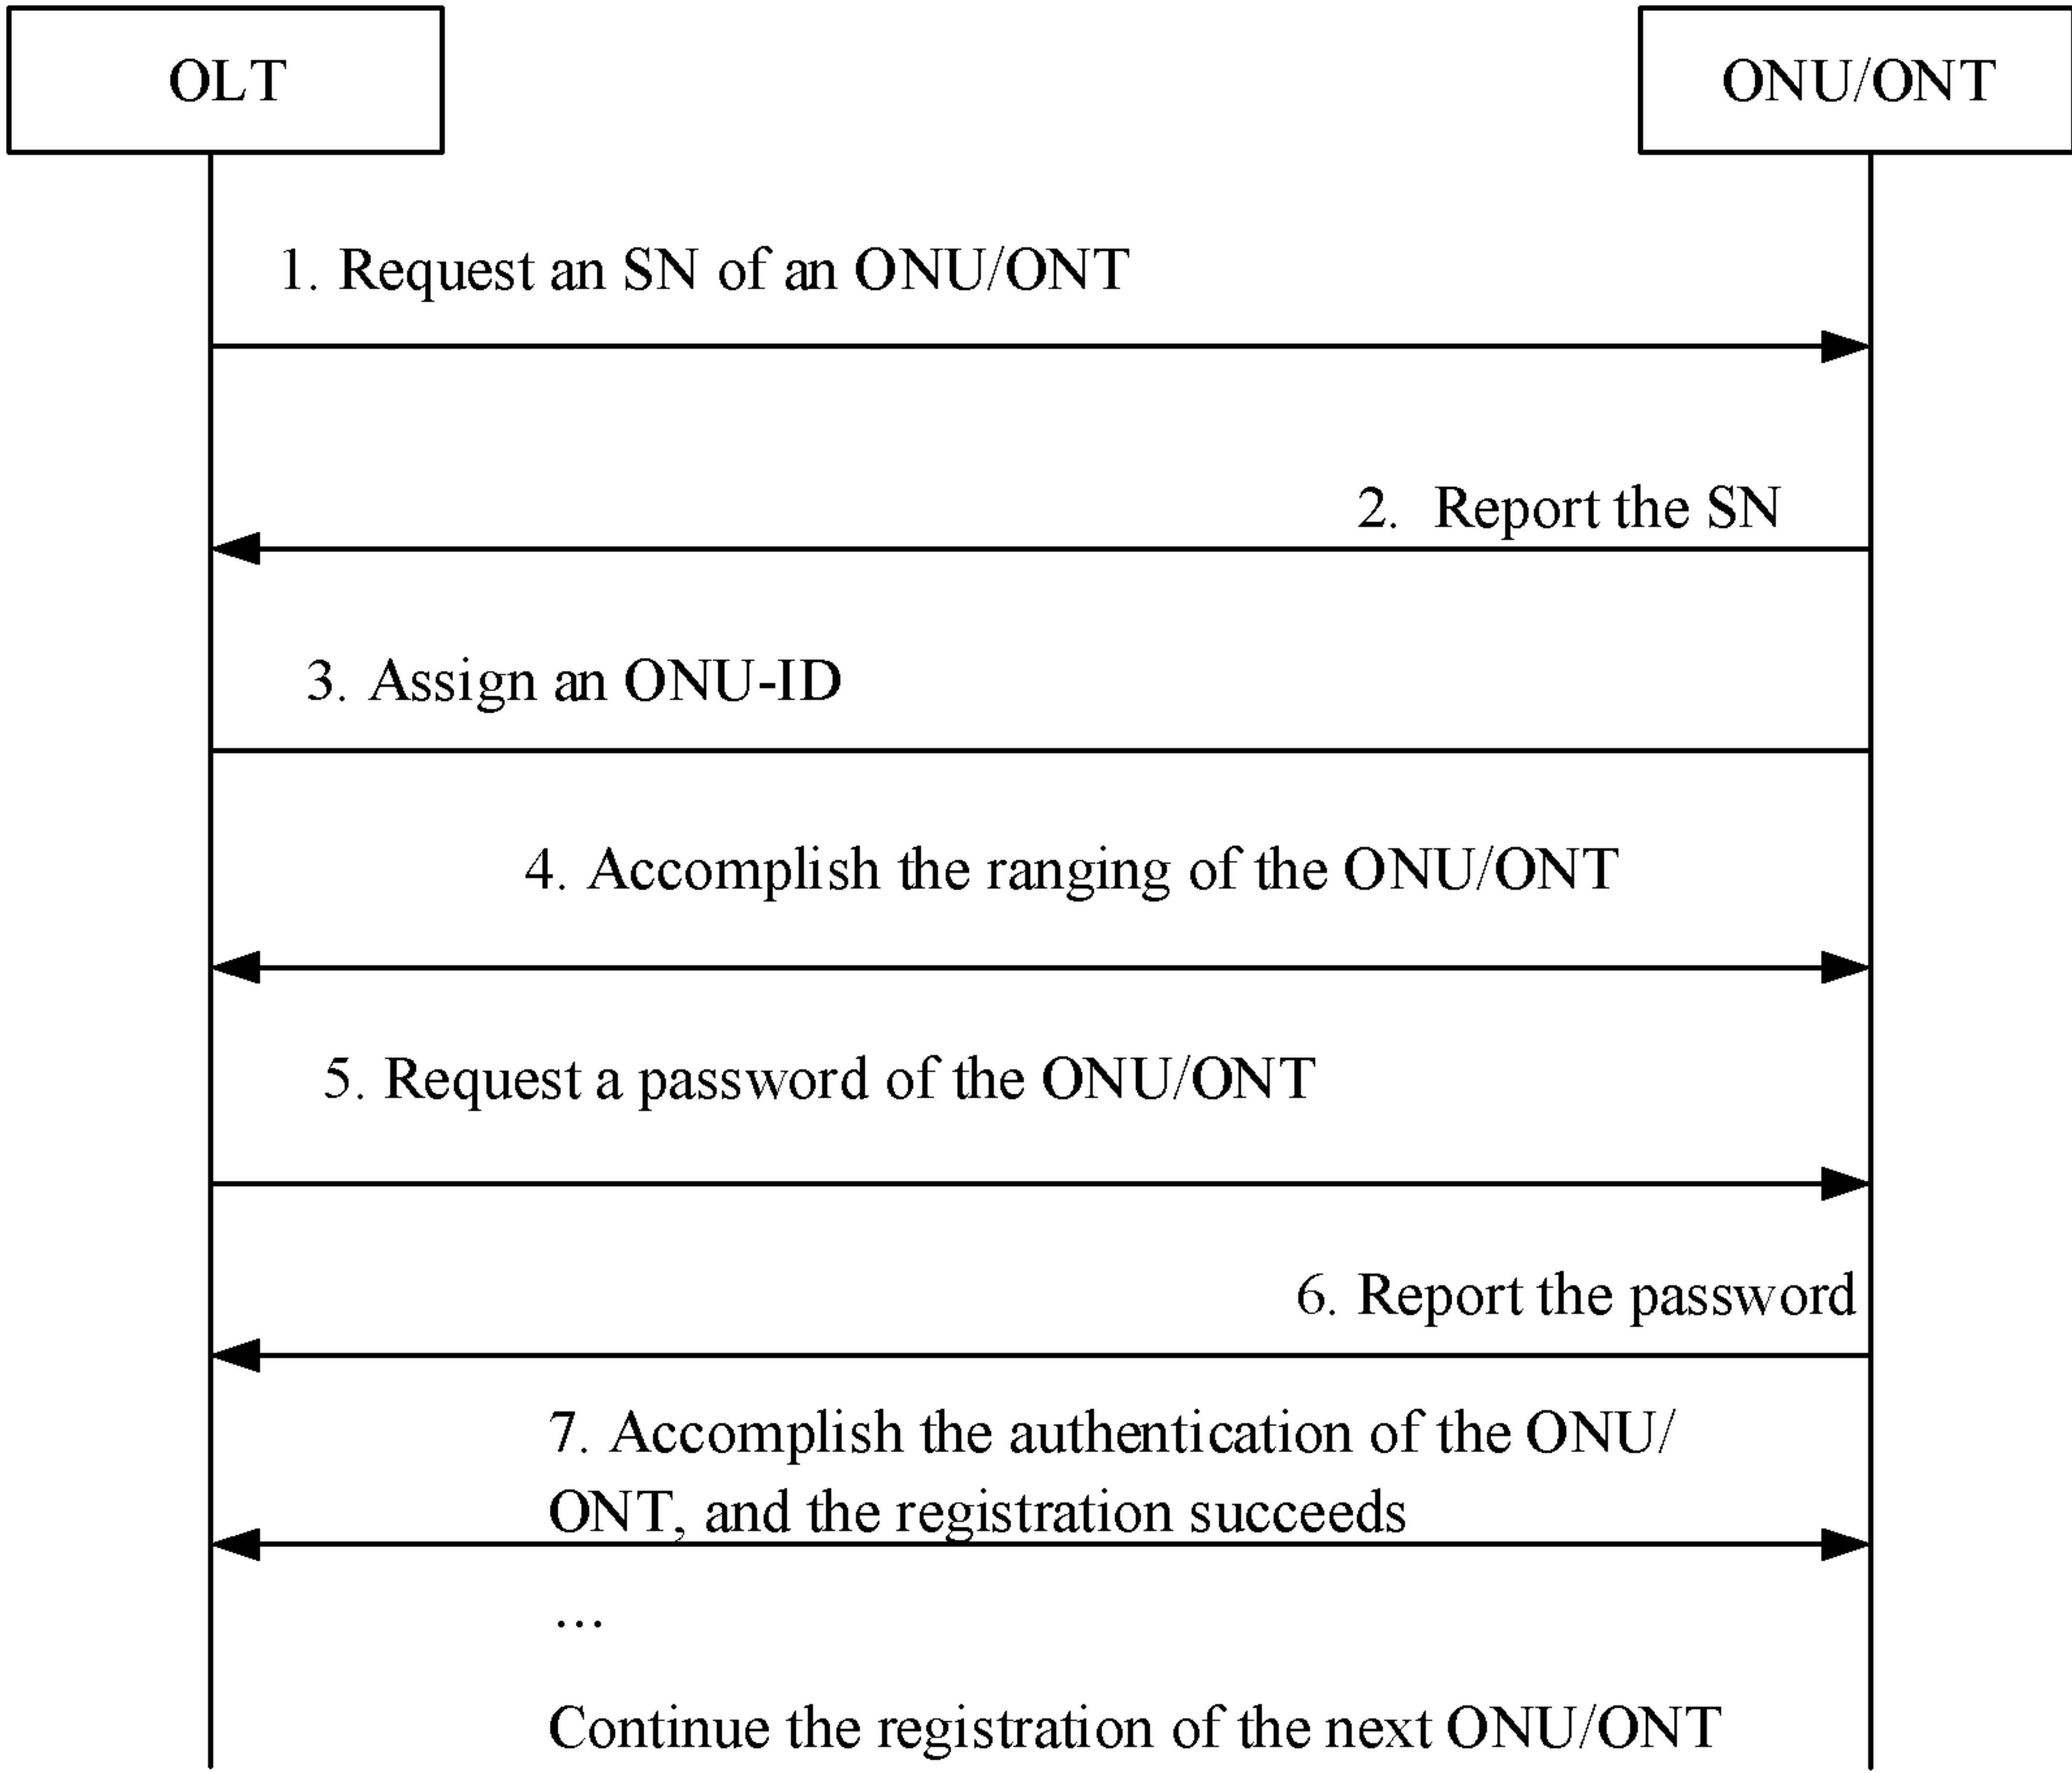 OLT
ONU/ONT
1. Request an SN of an ONU/ONT
2. Report the SN
3. Assign an ONU-ID
4. Accomplish the ranging of the ONU/ONT
5. Request a password of the ONU/ONT
6. Report the password
7. Accomplish the authentication of the ONU/
ONT, and the registration succeeds
...
Continue the registration of the next ONU/ONT